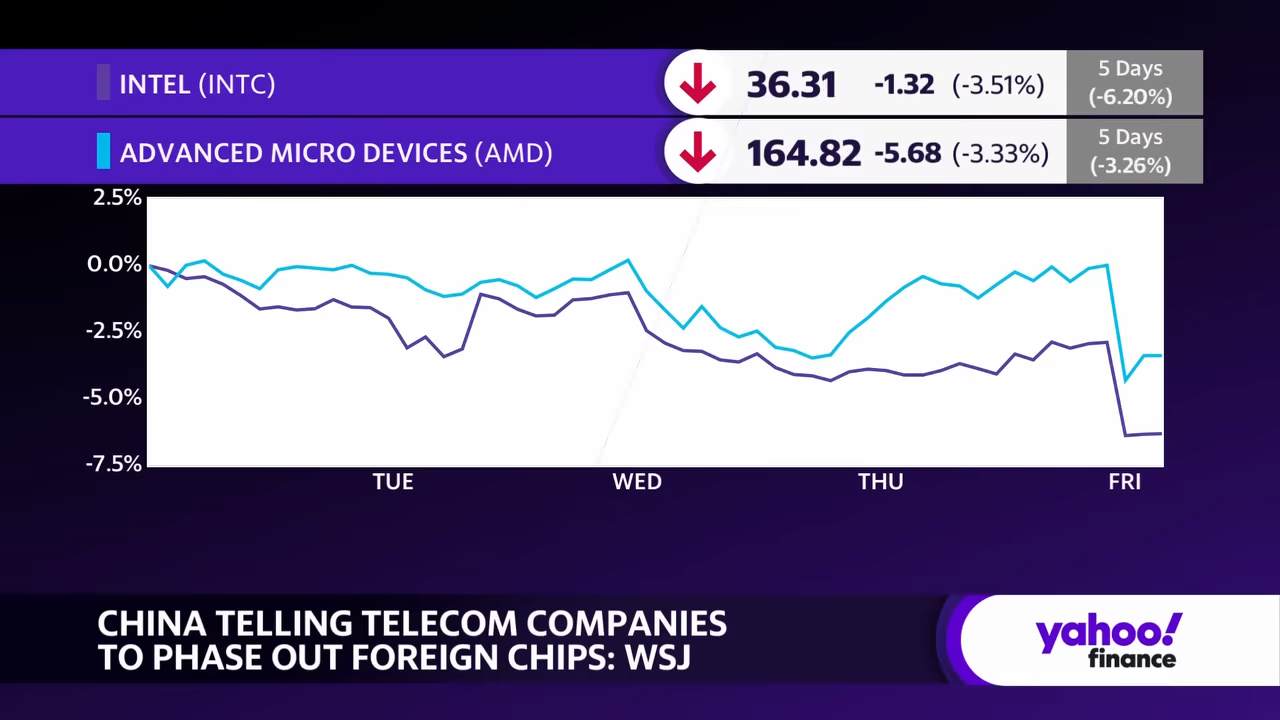 INTEL (INTC) 36.31 -1.32 (-3.51%) 5 Days
(-6.20%)
ADVANCED MICRO DEVICES (AMD) 164.82 -5.68 (-3.33%) 5 Days
(-3.26%)
2.5%
0.0%
-2.5%
-5.0%
-7.5%
TUE WED THU FRI
CHINA TELLING TELECOM COMPANIES
TO PHASE OUT FOREIGN CHIPS: WSJ
yahoo!
finance